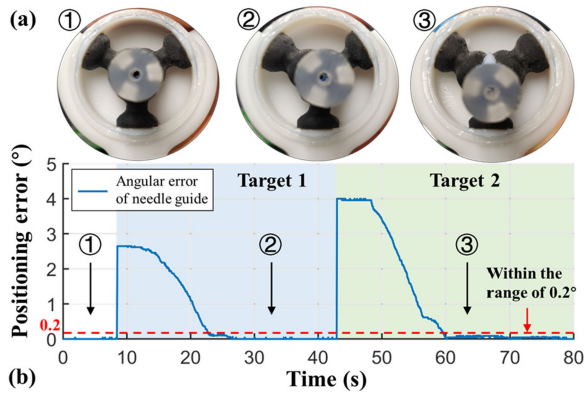 (a)
①
②
③
Positioning error (°)
5
4
3
2
1
0.2
0
Angular error
of needle guide
Target 1
Target 2
①
②
③
Within the
range of 0.2°
0
10
20
30
40
50
60
70
80
(b)
Time (s)